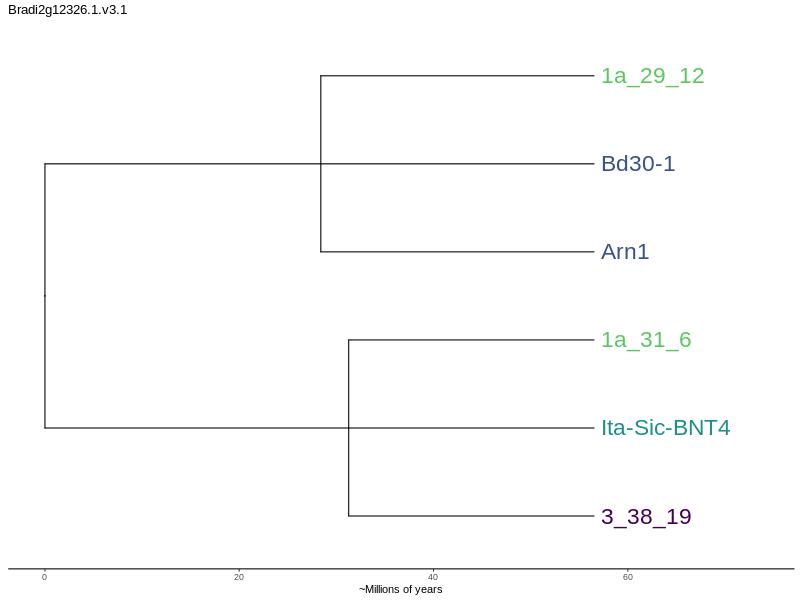 Bradi2g12326.1.v3.1
1a_29_12
Bd30-1
Arn1
1a_31_6
Ita-Sic-BNT4
3_38_19
0 20 40 60
~Millions of years